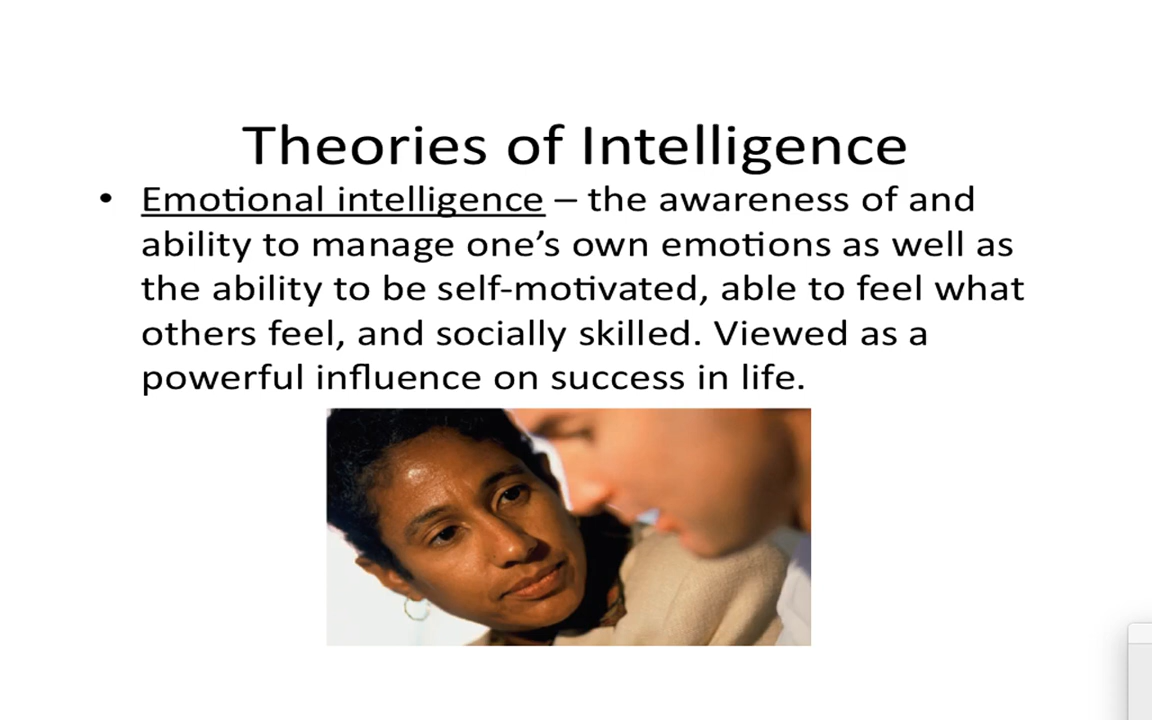 Theories of Intelligence
• Emotional intelligence – the awareness of and
ability to manage one’s own emotions as well as
the ability to be self-motivated, able to feel what
others feel, and socially skilled. Viewed as a
powerful influence on success in life.